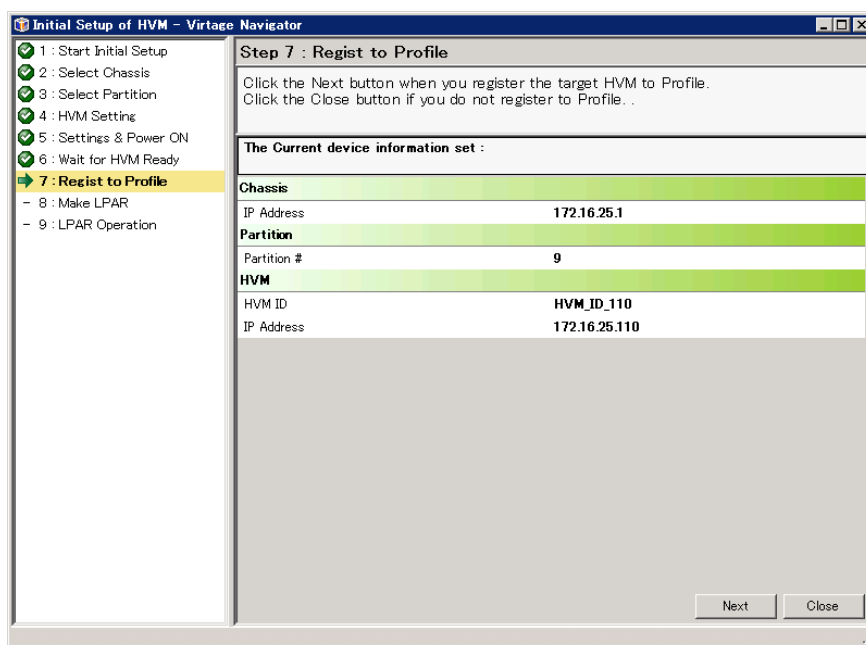 Initial Setup of HVM - Virtage Navigator
1 : Start Initial Setup
2 : Select Chassis
3 : Select Partition
4 : HVM Setting
5 : Settings & Power ON
6 : Wait for HVM Ready
7 : Regist to Profile
- 8 : Make LPAR
- 9 : LPAR Operation
Step 7 : Regist to Profile
Click the Next button when you register the target HVM to Profile.
Click the Close button if you do not register to Profile. .
The Current device information set :
Chassis
IP Address 172.16.25.1
Partition
Partition # 9
HVM
HVM ID HVM_ID_110
IP Address 172.16.25.110
Next Close